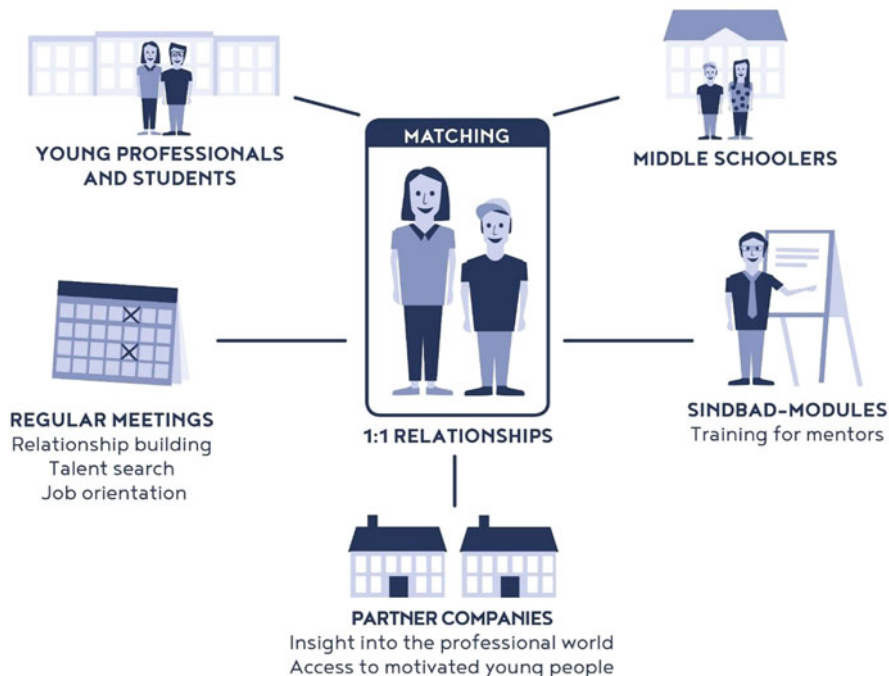 MATCHING
YOUNG PROFESSIONALS
AND STUDENTS
MIDDLE SCHOOLERS
REGULAR MEETINGS
Relationship building
Talent search
Job orientation
1:1 RELATIONSHIPS
SINDBAD-MODULES
Training for mentors
PARTNER COMPANIES
Insight into the professional world
Access to motivated young people